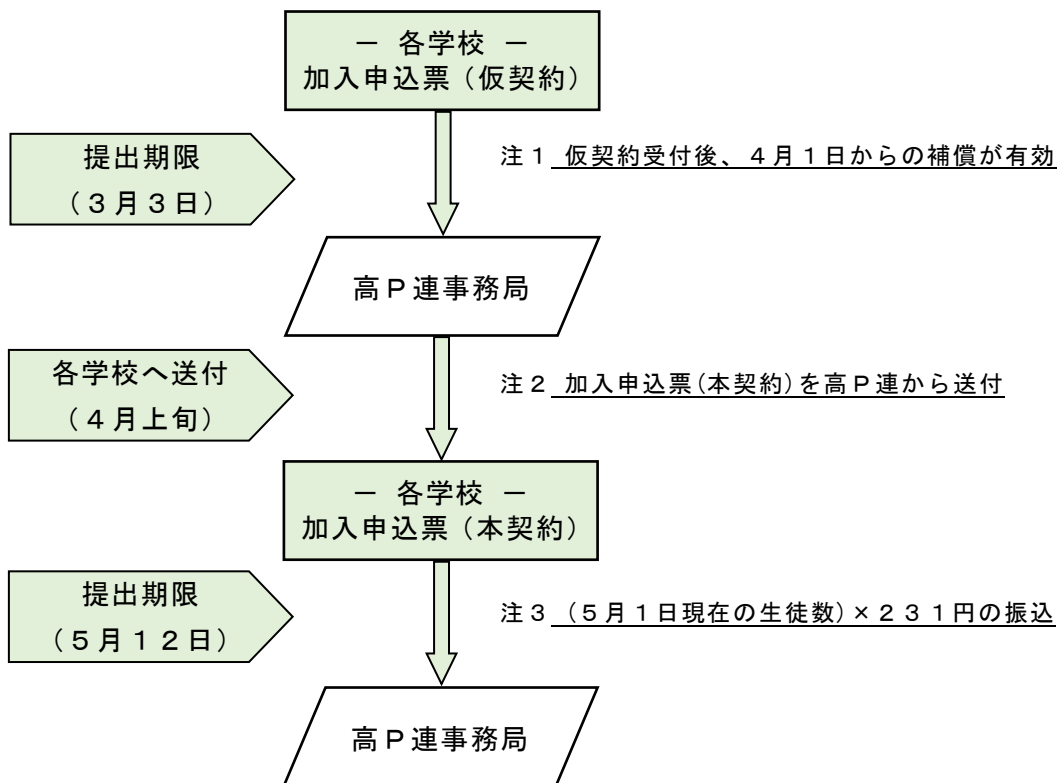 － 各学校 －
加入申込票（仮契約）
提出期限
（３月３日）
注１ 仮契約受付後、４月１日からの補償が有効
高Ｐ連事務局
各学校へ送付
（４月上旬）
注２ 加入申込票(本契約)を高Ｐ連から送付
－ 各学校 －
加入申込票（本契約）
提出期限
（５月１２日）
注３ (５月１日現在の生徒数)×２３１円の振込
高Ｐ連事務局